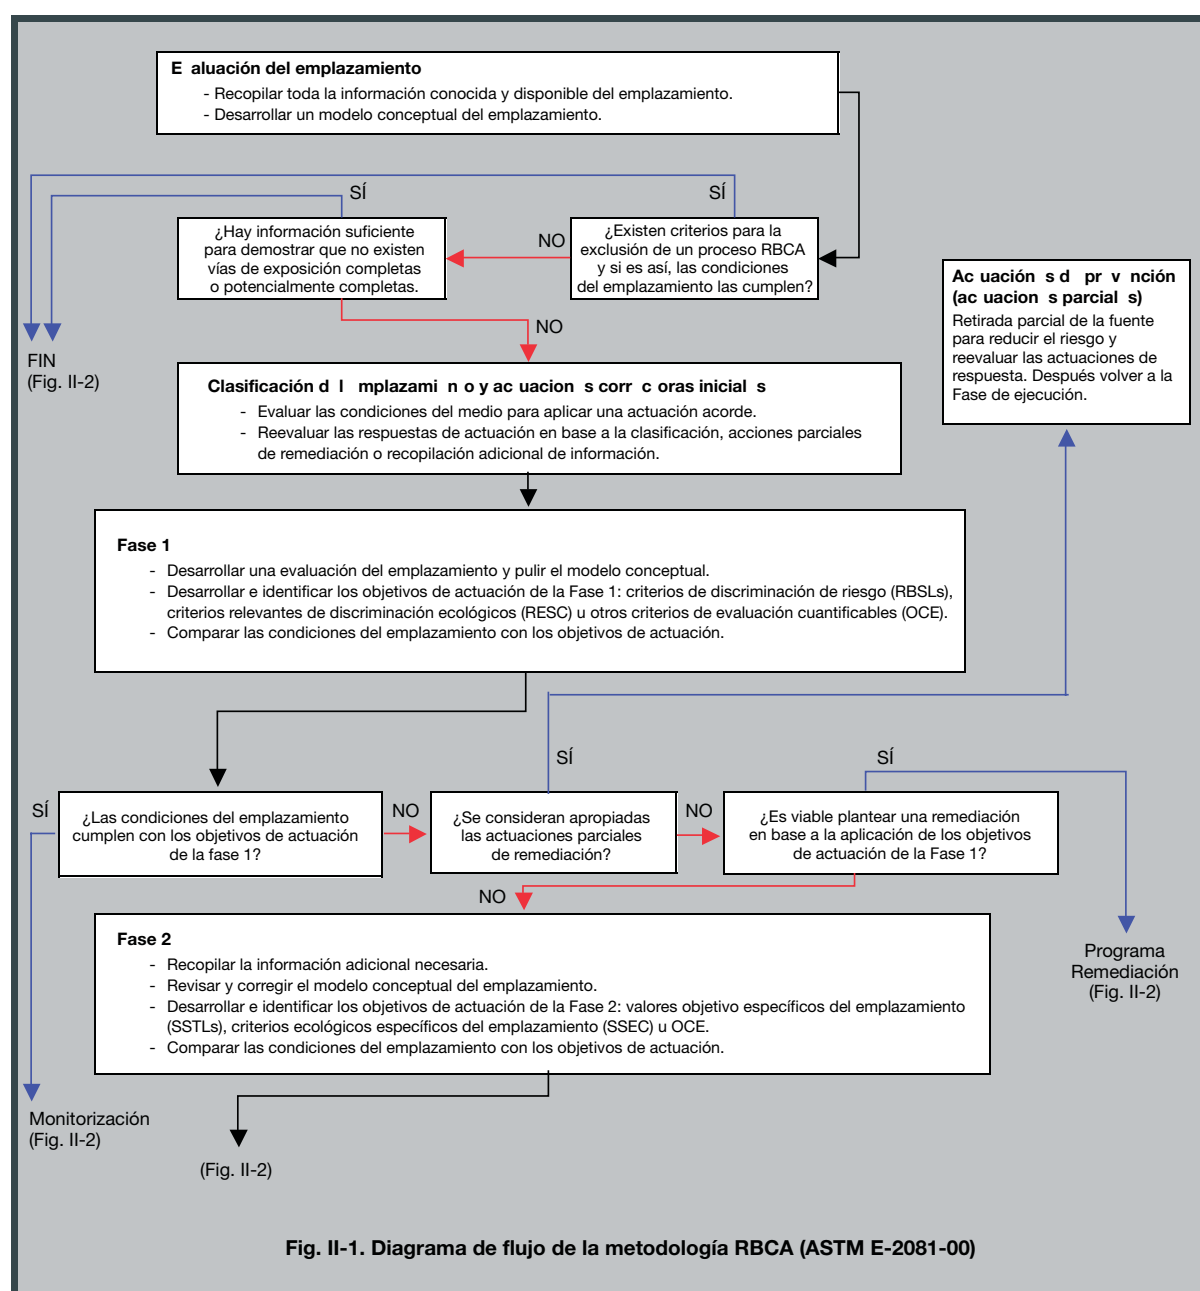 E aluación del emplazamiento
- Recopilar toda la información conocida y disponible del emplazamiento.
- Desarrollar un modelo conceptual del emplazamiento.
SÍ
SÍ
¿Hay información suficiente
para demostrar que no existen
vías de exposición completas
o potencialmente completas.
NO
¿Existen criterios para la
exclusión de un proceso RBCA
y si es así, las condiciones
del emplazamiento las cumplen?
Ac uación s d pr v nción
(ac uacion s parcial s)
Retirada parcial de la fuente
para reducir el riesgo y
reevaluar las actuaciones de
respuesta. Después volver a la
Fase de ejecución.
NO
FIN
(Fig. II-2)
Clasificación d l mplazami n o y ac uacion s corr c oras inicial s
- Evaluar las condiciones del medio para aplicar una actuación acorde.
- Reevaluar las respuestas de actuación en base a la clasificación, acciones parciales
de remediación o recopilación adicional de información.
Fase 1
- Desarrollar una evaluación del emplazamiento y pulir el modelo conceptual.
- Desarrollar e identificar los objetivos de actuación de la Fase 1: criterios de discriminación de riesgo (RBSLs),
criterios relevantes de discriminación ecológicos (RESC) u otros criterios de evaluación cuantificables (OCE).
- Comparar las condiciones del emplazamiento con los objetivos de actuación.
SÍ
SÍ
SÍ
¿Las condiciones del emplazamiento
cumplen con los objetivos de actuación
de la fase 1?
NO
¿Se consideran apropiadas
las actuaciones parciales
de remediación?
NO
¿Es viable plantear una remediación
en base a la aplicación de los objetivos
de actuación de la Fase 1?
NO
Fase 2
- Recopilar la información adicional necesaria.
- Revisar y corregir el modelo conceptual del emplazamiento.
- Desarrollar e identificar los objetivos de actuación de la Fase 2: valores objetivo específicos del emplazamiento
(SSTLs), criterios ecológicos específicos del emplazamiento (SSEC) u OCE.
- Comparar las condiciones del emplazamiento con los objetivos de actuación.
Programa
Remediación
(Fig. II-2)
Monitorización
(Fig. II-2)
(Fig. II-2)
Fig. II-1. Diagrama de flujo de la metodología RBCA (ASTM E-2081-00)